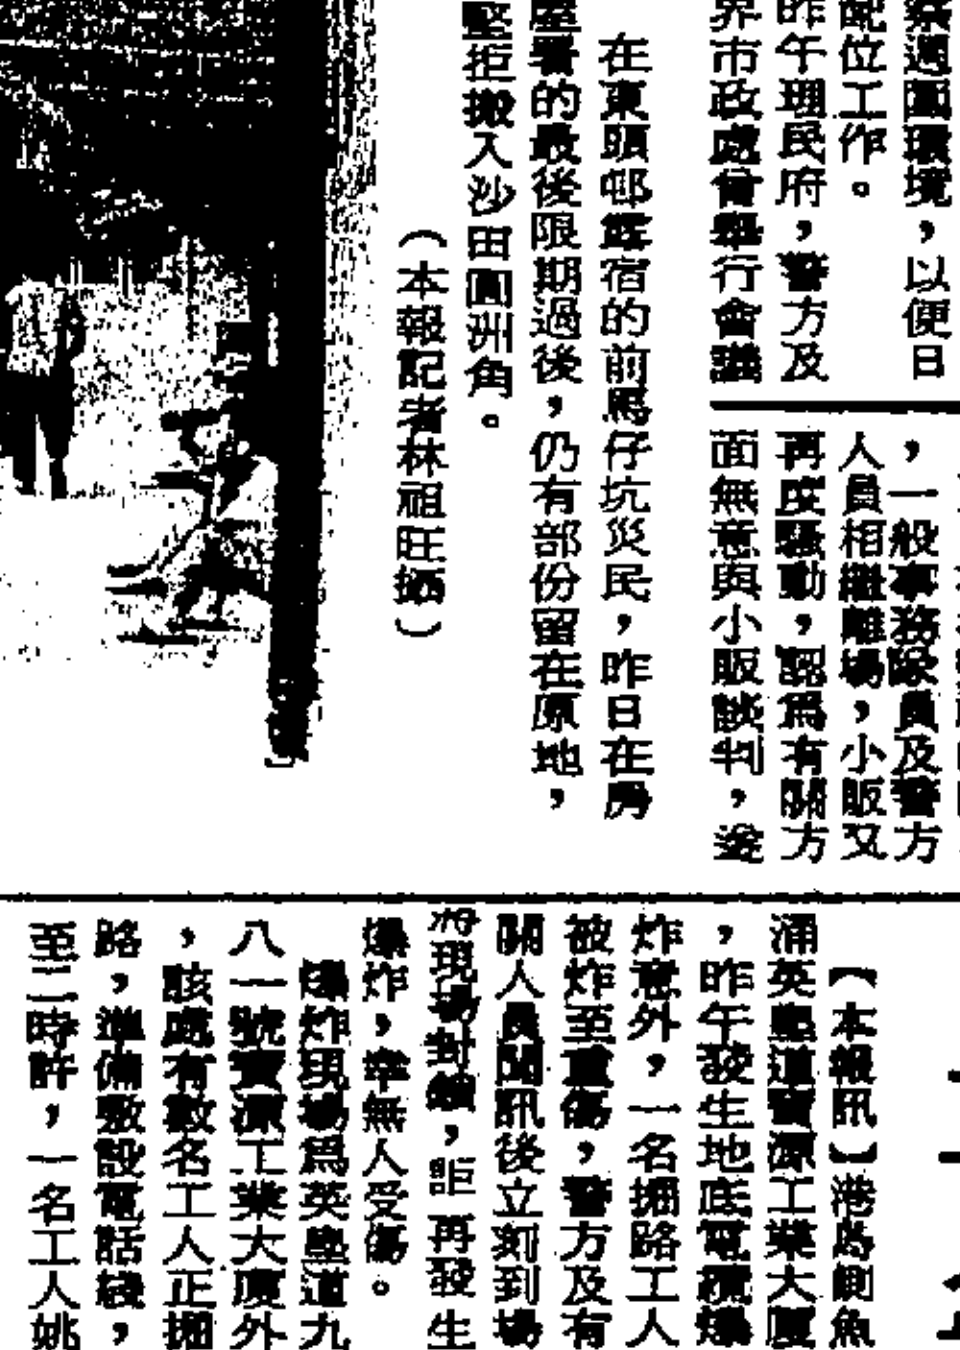 察週圍環境，以便日
配位工作。
昨午理民府，警方及
界市政處曾舉行會議
，一般事務隊員及警方
人員相繼離場，小販又
再度騷動，認爲有關方
面無意與小販談判，遂
在東頭邨露宿的前馬仔坑災民，昨日在房
屋署的最後限期過後，仍有部份留在原地，
堅拒搬入沙田圓洲角。
（本報記者林祖旺攝）
【本報訊】港島鰂魚
涌英皇道寶源工業大廈
，昨午發生地底電纜爆
炸意外，一名掘路工人
被炸至重傷，警方及有
關人員聞訊後立刻到場
將現場封鎖，詎再發生
爆炸，幸無人受傷。
爆炸現場爲英皇道九
八一號寶源工業大廈外
，該處有數名工人正掘
路，準備敷設電話綫，
至二時許，一名工人姚